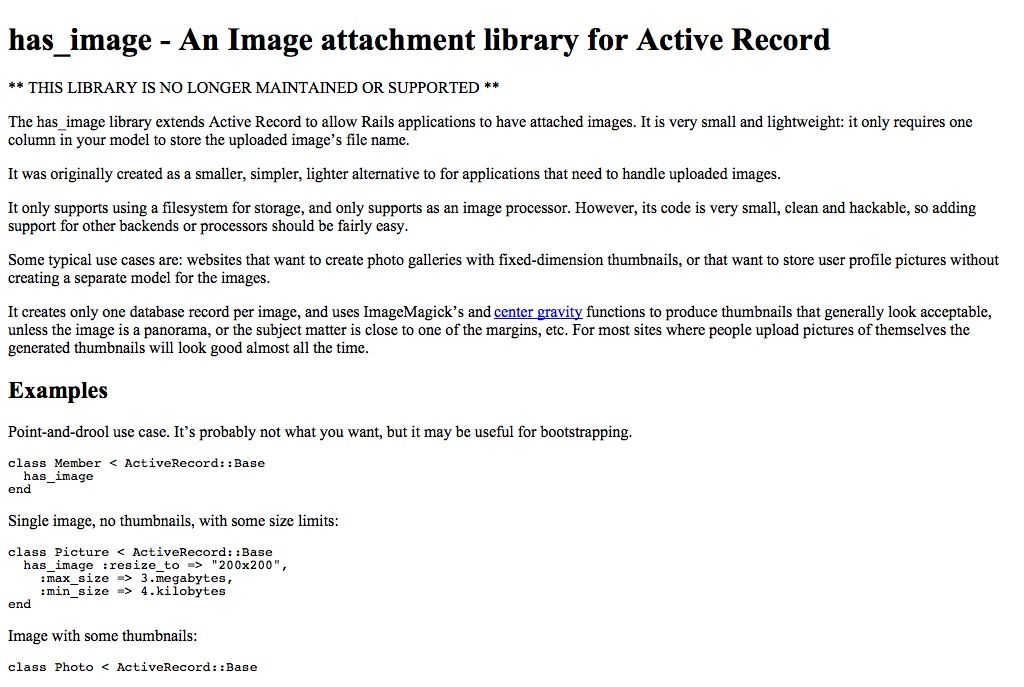 has_image - An Image attachment library for Active Record
** THIS LIBRARY IS NO LONGER MAINTAINED OR SUPPORTED **
The has_image library extends Active Record to allow Rails applications to have attached images. It is very small and lightweight: it only requires one
column in your model to store the uploaded image’s file name.
It was originally created as a smaller, simpler, lighter alternative to for applications that need to handle uploaded images.
It only supports using a filesystem for storage, and only supports as an image processor. However, its code is very small, clean and hackable, so adding
support for other backends or processors should be fairly easy.
Some typical use cases are: websites that want to create photo galleries with fixed-dimension thumbnails, or that want to store user profile pictures without
creating a separate model for the images.
It creates only one database record per image, and uses ImageMagick’s and center gravity functions to produce thumbnails that generally look acceptable,
unless the image is a panorama, or the subject matter is close to one of the margins, etc. For most sites where people upload pictures of themselves the
generated thumbnails will look good almost all the time.
Examples
Point-and-drool use case. It’s probably not what you want, but it may be useful for bootstrapping.
class Member < ActiveRecord::Base
  has_image
end
Single image, no thumbnails, with some size limits:
class Picture < ActiveRecord::Base
  has_image :resize_to => "200x200",
    :max_size => 3.megabytes,
    :min_size => 4.kilobytes
end
Image with some thumbnails:
class Photo < ActiveRecord::Base